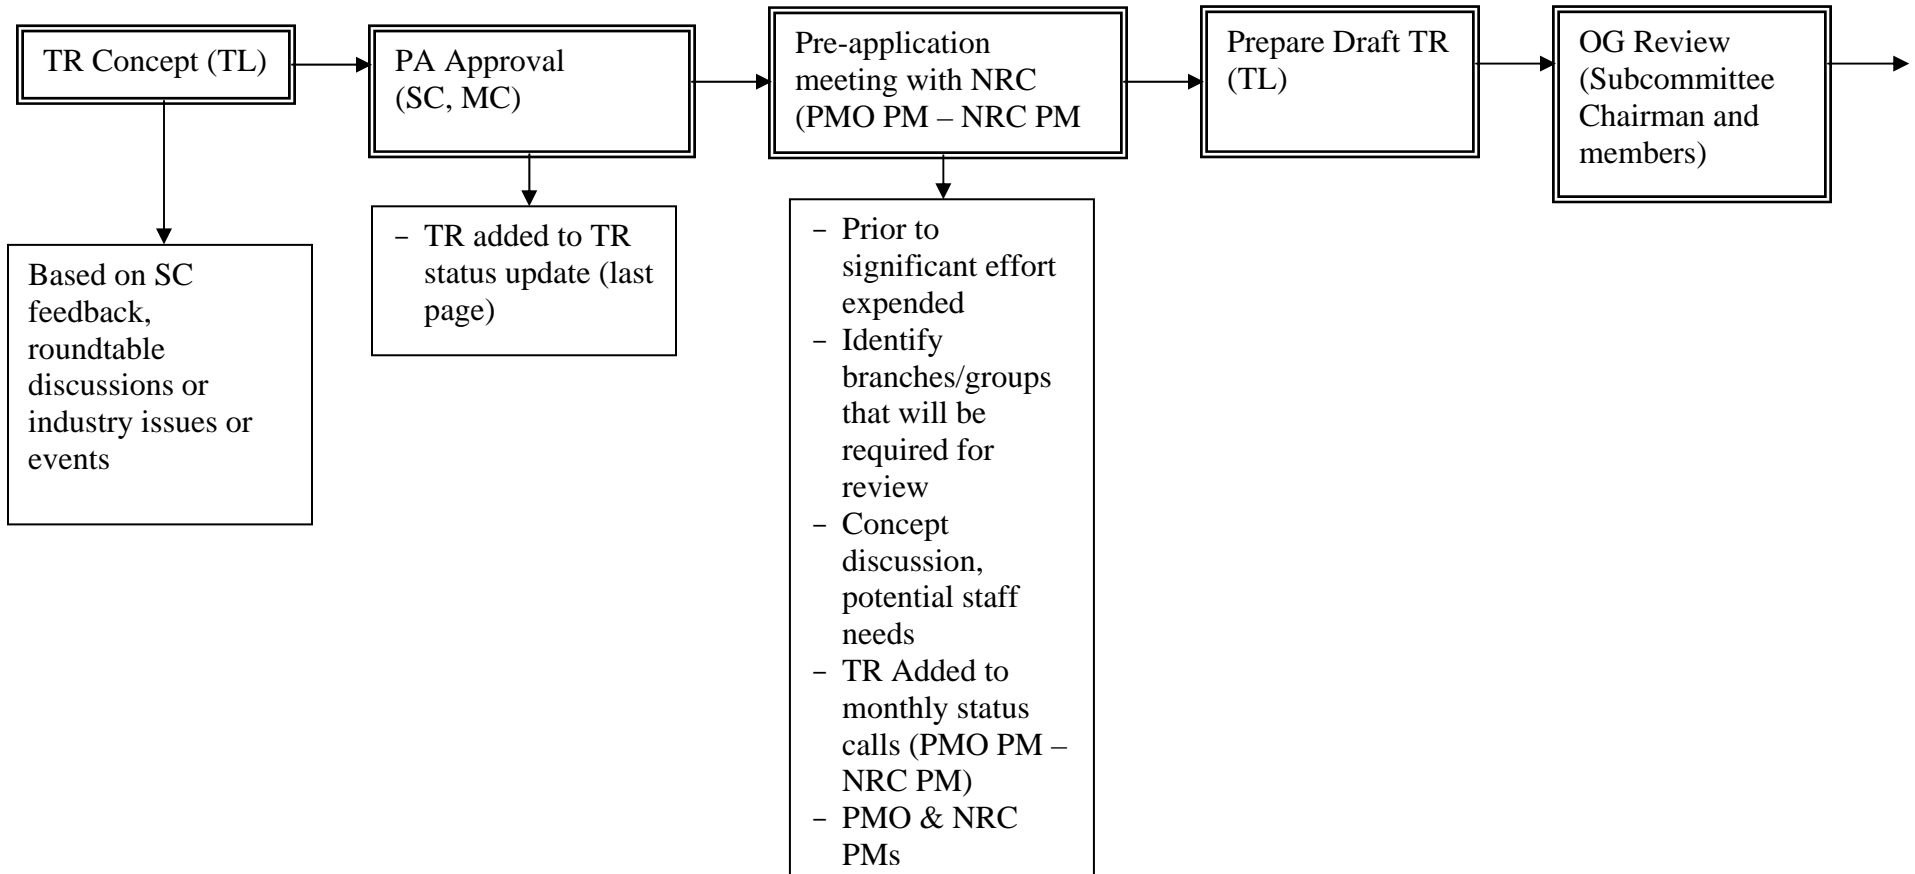 TR Concept (TL)
PA Approval
(SC, MC)
Pre-application
meeting with NRC
(PMO PM – NRC PM
Prepare Draft TR
(TL)
OG Review
(Subcommittee
Chairman and
members)
Based on SC
feedback,
roundtable
discussions or
industry issues or
events
– TR added to TR
status update (last
page)
– Prior to
significant effort
expended
– Identify
branches/groups
that will be
required for
review
– Concept
discussion,
potential staff
needs
– TR Added to
monthly status
calls (PMO PM –
NRC PM)
– PMO & NRC
PMs